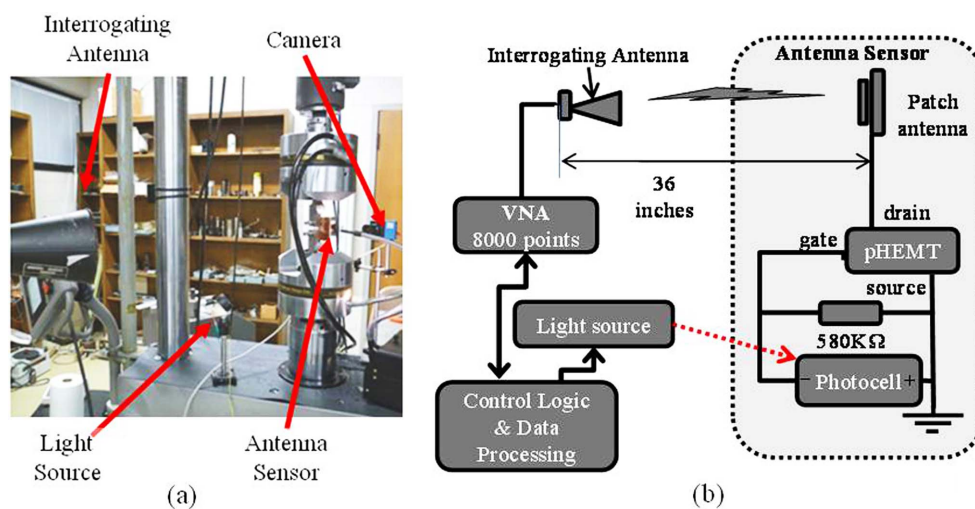 Interrogating
Antenna
Camera
Light
Source
Antenna
Sensor
(a)
Interrogating Antenna
Antenna Sensor
Patch
antenna
36
inches
VNA
8000 points
drain
gate
pHEMT
source
Light source
580KΩ
− Photocell +
Control Logic
& Data
Processing
(b)